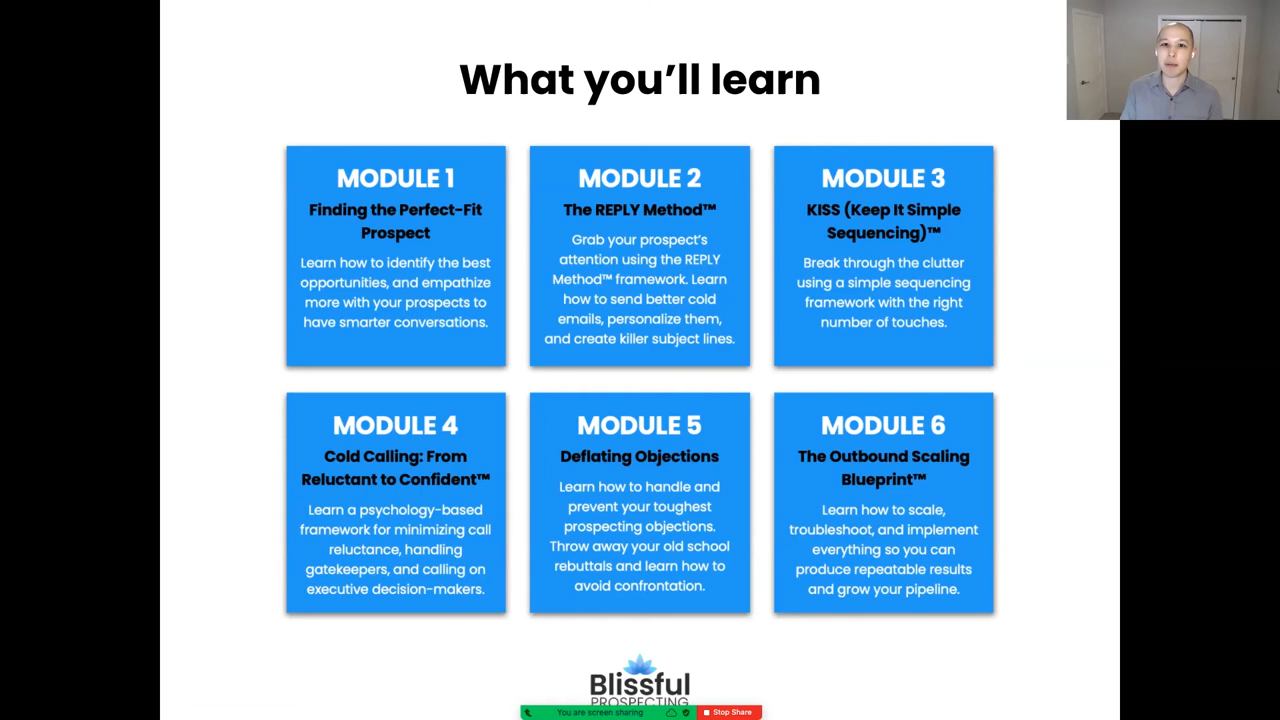 What you'll learn
MODULE 1
Finding the Perfect-Fit
Prospect
Learn how to identify the best
opportunities, and empathize
more with your prospects to
have smarter conversations.
MODULE 2
The REPLY Method™
Grab your prospect's
attention using the REPLY
Method™ framework. Learn
how to send better cold
emails, personalize them,
and create killer subject lines.
MODULE 3
KISS (Keep It Simple
Sequencing)™
Break through the clutter
using a simple sequencing
framework with the right
number of touches.
MODULE 4
Cold Calling: From
Reluctant to Confident™
Learn a psychology-based
framework for minimizing call
reluctance, handling
gatekeepers, and calling on
executive decision-makers.
MODULE 5
Deflating Objections
Learn how to handle and
prevent your toughest
prospecting objections.
Throw away your old school
rebuttals and learn how to
avoid confrontation.
MODULE 6
The Outbound Scaling
Blueprint™
Learn how to scale,
troubleshoot, and implement
everything so you can
produce repeatable results
and grow your pipeline.
Blissful
PROSPECTING
You are screen sharing
Stop Share